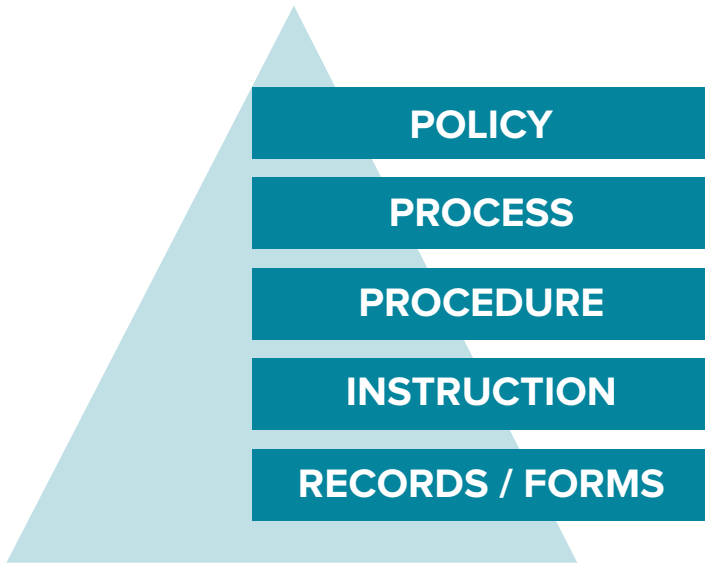 POLICY
PROCESS
PROCEDURE
INSTRUCTION
RECORDS / FORMS